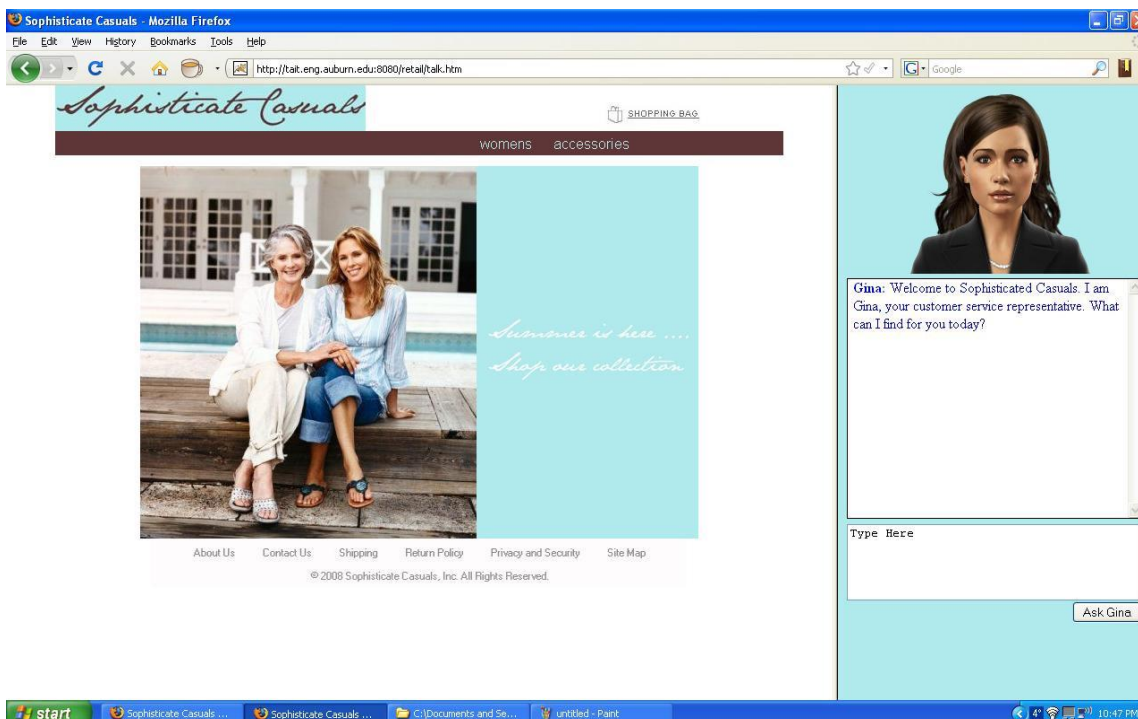 Sophisticate Casuals - Mozilla Firefox
File Edit View History Bookmarks Tools Help
http://tait.eng.auburn.edu:8080/retail/talk.htm
G Google
Sophisticate Casuals
SHOPPING BAG
womens accessories
Summer is here ....
Shop our collection
About Us Contact Us Shipping Return Policy Privacy and Security Site Map
© 2008 Sophisticate Casuals, Inc. All Rights Reserved.
Gina: Welcome to Sophisticated Casuals. I am
Gina, your customer service representative. What
can I find for you today?
Type Here
Ask Gina
start Sophisticate Casuals ... Sophisticate Casuals ... C:\Documents and Se... untitled - Paint 4° 10:47 PM